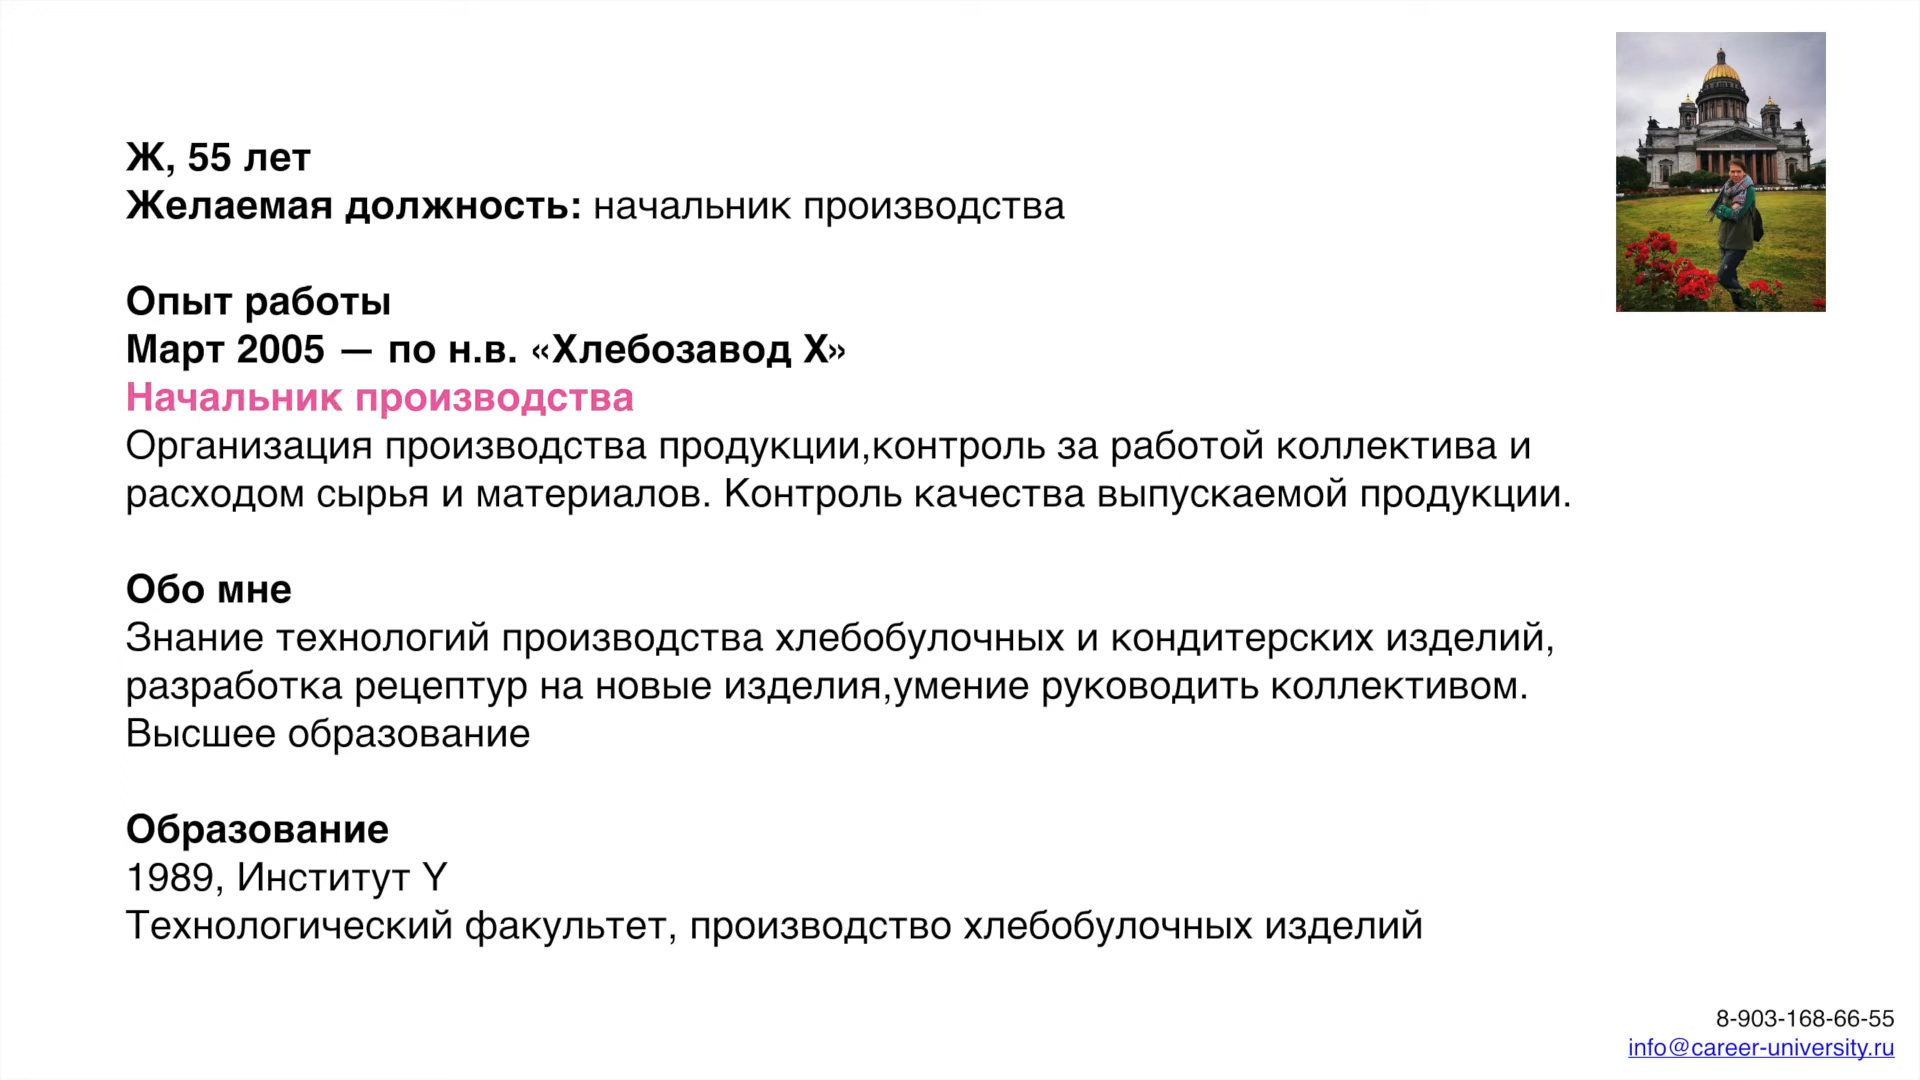 Ж, 55 лет
Желаемая должность: начальник производства
Опыт работы
Март 2005 — по н.в. «Хлебозавод X»
Начальник производства
Организация производства продукции,контроль за работой коллектива и
расходом сырья и материалов. Контроль качества выпускаемой продукции.
Обо мне
Знание технологий производства хлебобулочных и кондитерских изделий,
разработка рецептур на новые изделия,умение руководить коллективом.
Высшее образование
Образование
1989, Институт Y
Технологический факультет, производство хлебобулочных изделий
8-903-168-66-55
info@career-university.ru